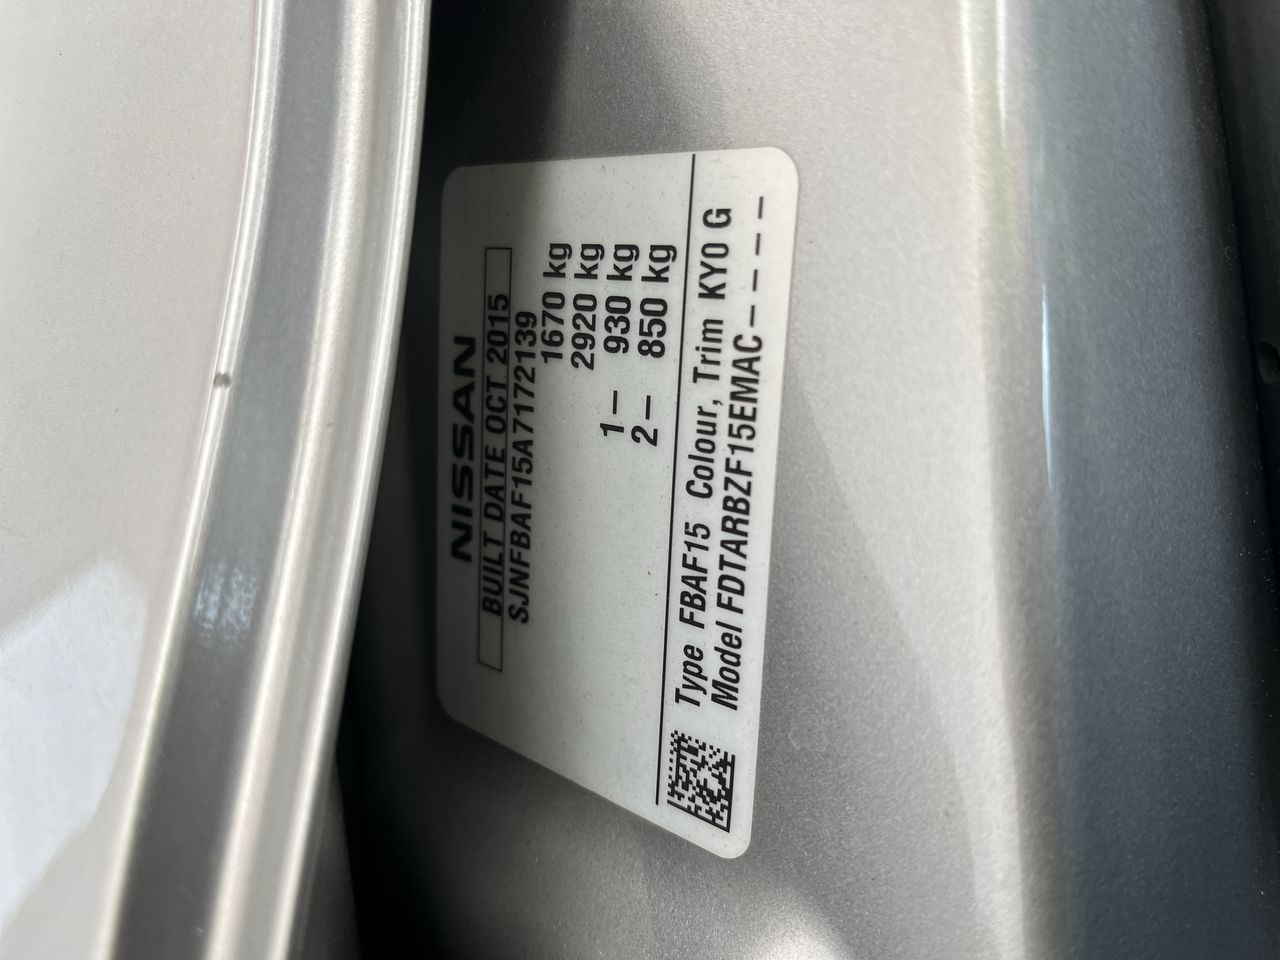 NISSAN
BUILT DATE OCT 2015
SJNFBAF15A7172139
1670 kg
2920 kg
1– 930 kg
2– 850 kg
Type FBAF15 Colour, Trim KY0 G
Model FDTARBZF15EMAC-----